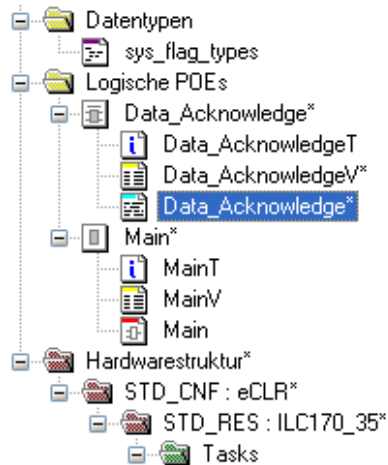 Datentypen
sys_flag_types
Logische POEs
Data_Acknowledge*
Data_AcknowledgeT
Data_AcknowledgeV*
Data_Acknowledge*
Main*
MainT
MainV
Main
Hardwarestruktur*
STD_CNF : eCLR*
STD_RES : ILC170_35*
Tasks